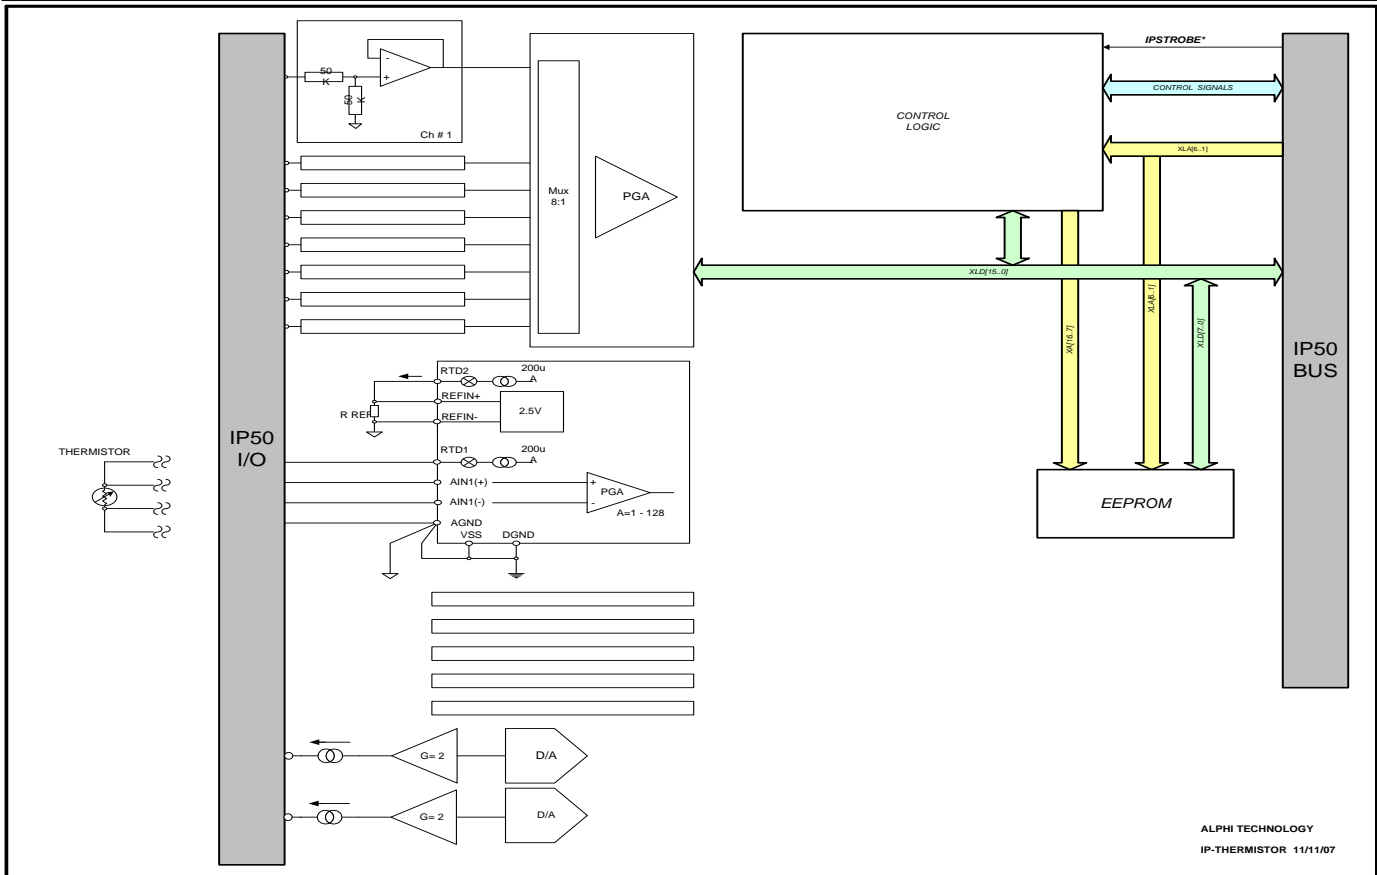 50
K
50
K
-
+
Ch # 1
Mux
8:1
PGA
CONTROL
LOGIC
IPSTROBE*
CONTROL SIGNALS
XLA[6..1]
XLD[15..0]
XA[16..7]
XLA[6..1]
XLD[7..0]
EEPROM
IP50
BUS
IP50
I/O
THERMISTOR
RTD2
200u
A
REFIN+
REFIN-
2.5V
R REF
RTD1
200u
A
AIN1(+)
AIN1(-)
+
-
PGA
A=1 - 128
AGND
VSS
DGND
G= 2
D/A
G= 2
D/A
ALPHI TECHNOLOGY
IP-THERMISTOR 11/11/07